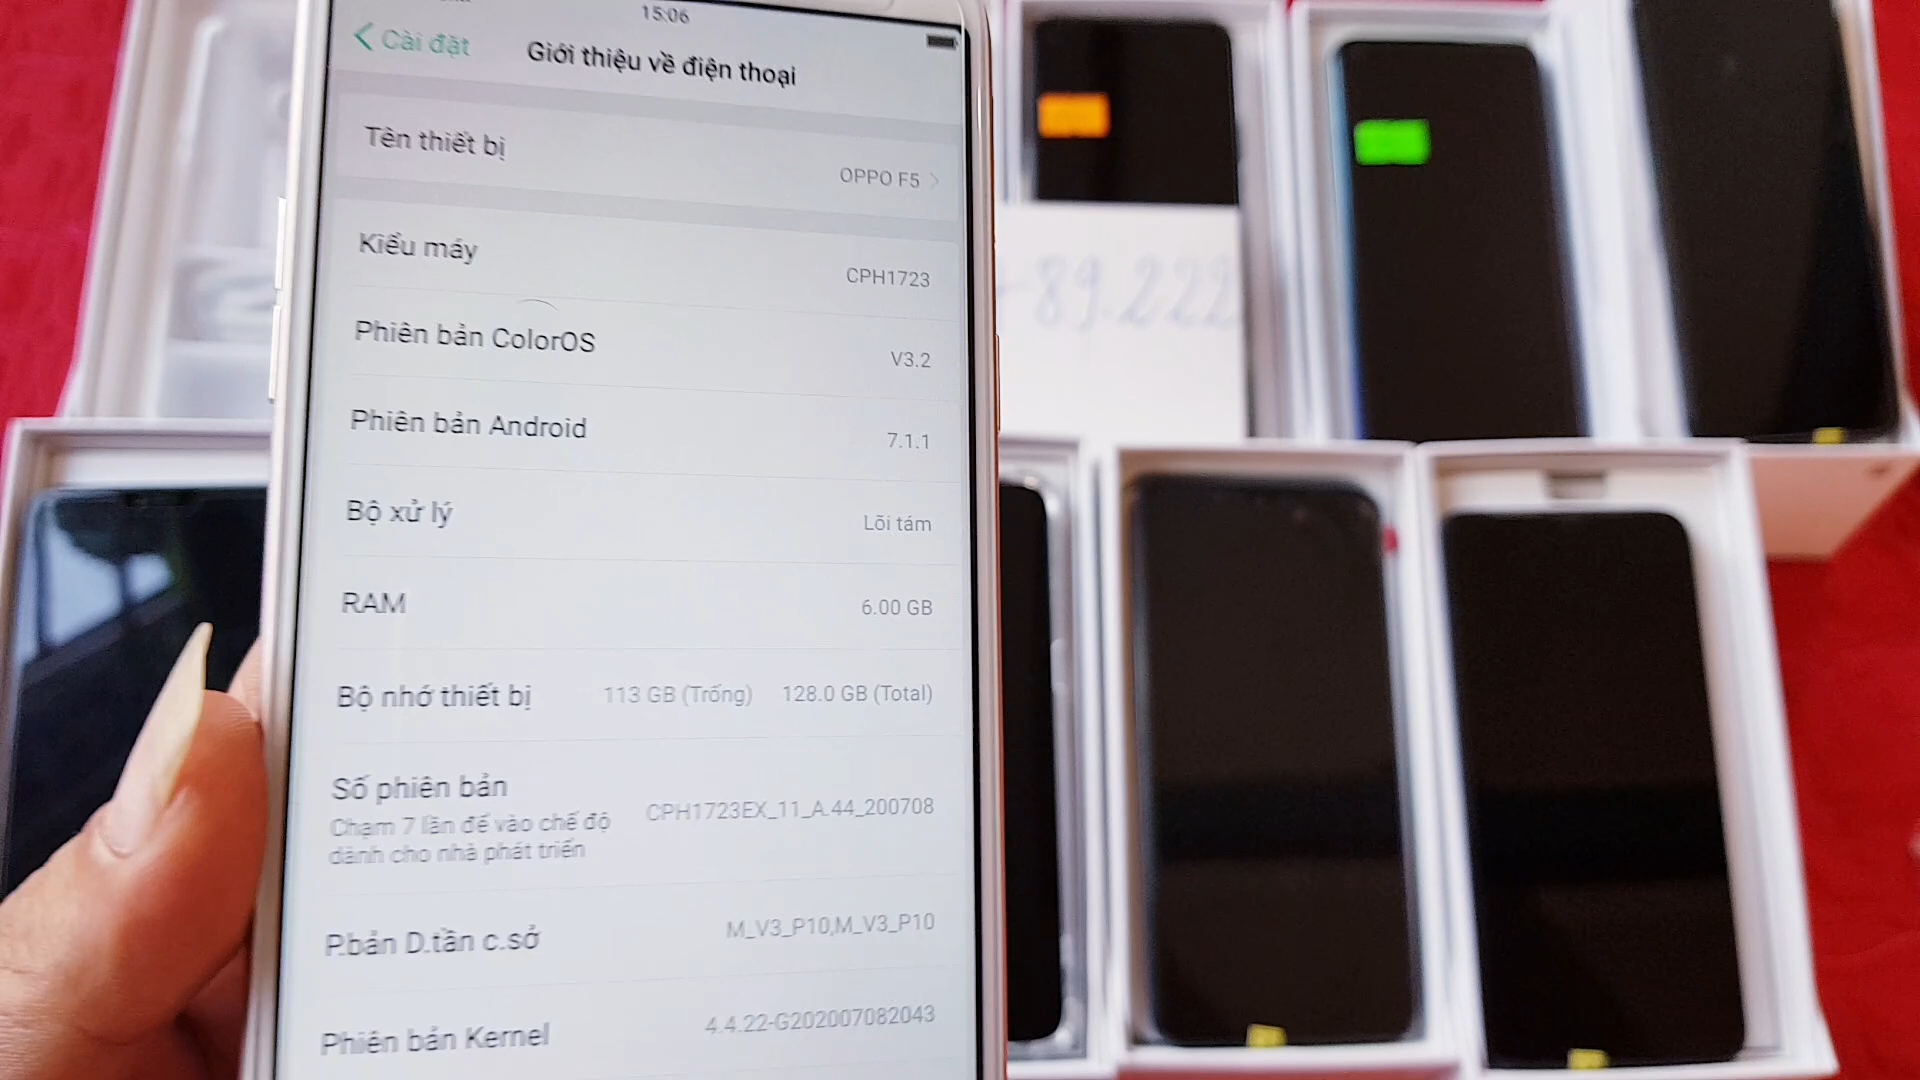 15:06
Cài đặt
Giới thiệu về điện thoại
Tên thiết bị
OPPO F5
Kiểu máy
CPH1723
Phiên bản ColorOS
V3.2
Phiên bản Android
7.1.1
Bộ xử lý
Lõi tám
RAM
6.00 GB
Bộ nhớ thiết bị
113 GB (Trống) 128.0 GB (Total)
Số phiên bản
Chạm 7 lần để vào chế độ
dành cho nhà phát triển
CPH1723EX_11_A.44_200708
P.bản D.tần c.sở
M_V3_P10,M_V3_P10
Phiên bản Kernel
4.4.22-G202007082043
-89.222